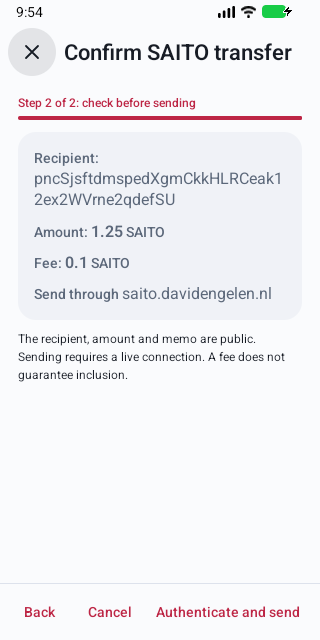 9:54
Confirm SAITO transfer
Step 2 of 2: check before sending
Recipient:
pncSjsftdmspedXgmCkkHLRCeak1
2ex2WVrne2qdefSU
Amount: 1.25 SAITO
Fee: 0.1 SAITO
Send through saito.davidengelen.nl
The recipient, amount and memo are public.
Sending requires a live connection. A fee does not
guarantee inclusion.
Back
Cancel
Authenticate and send